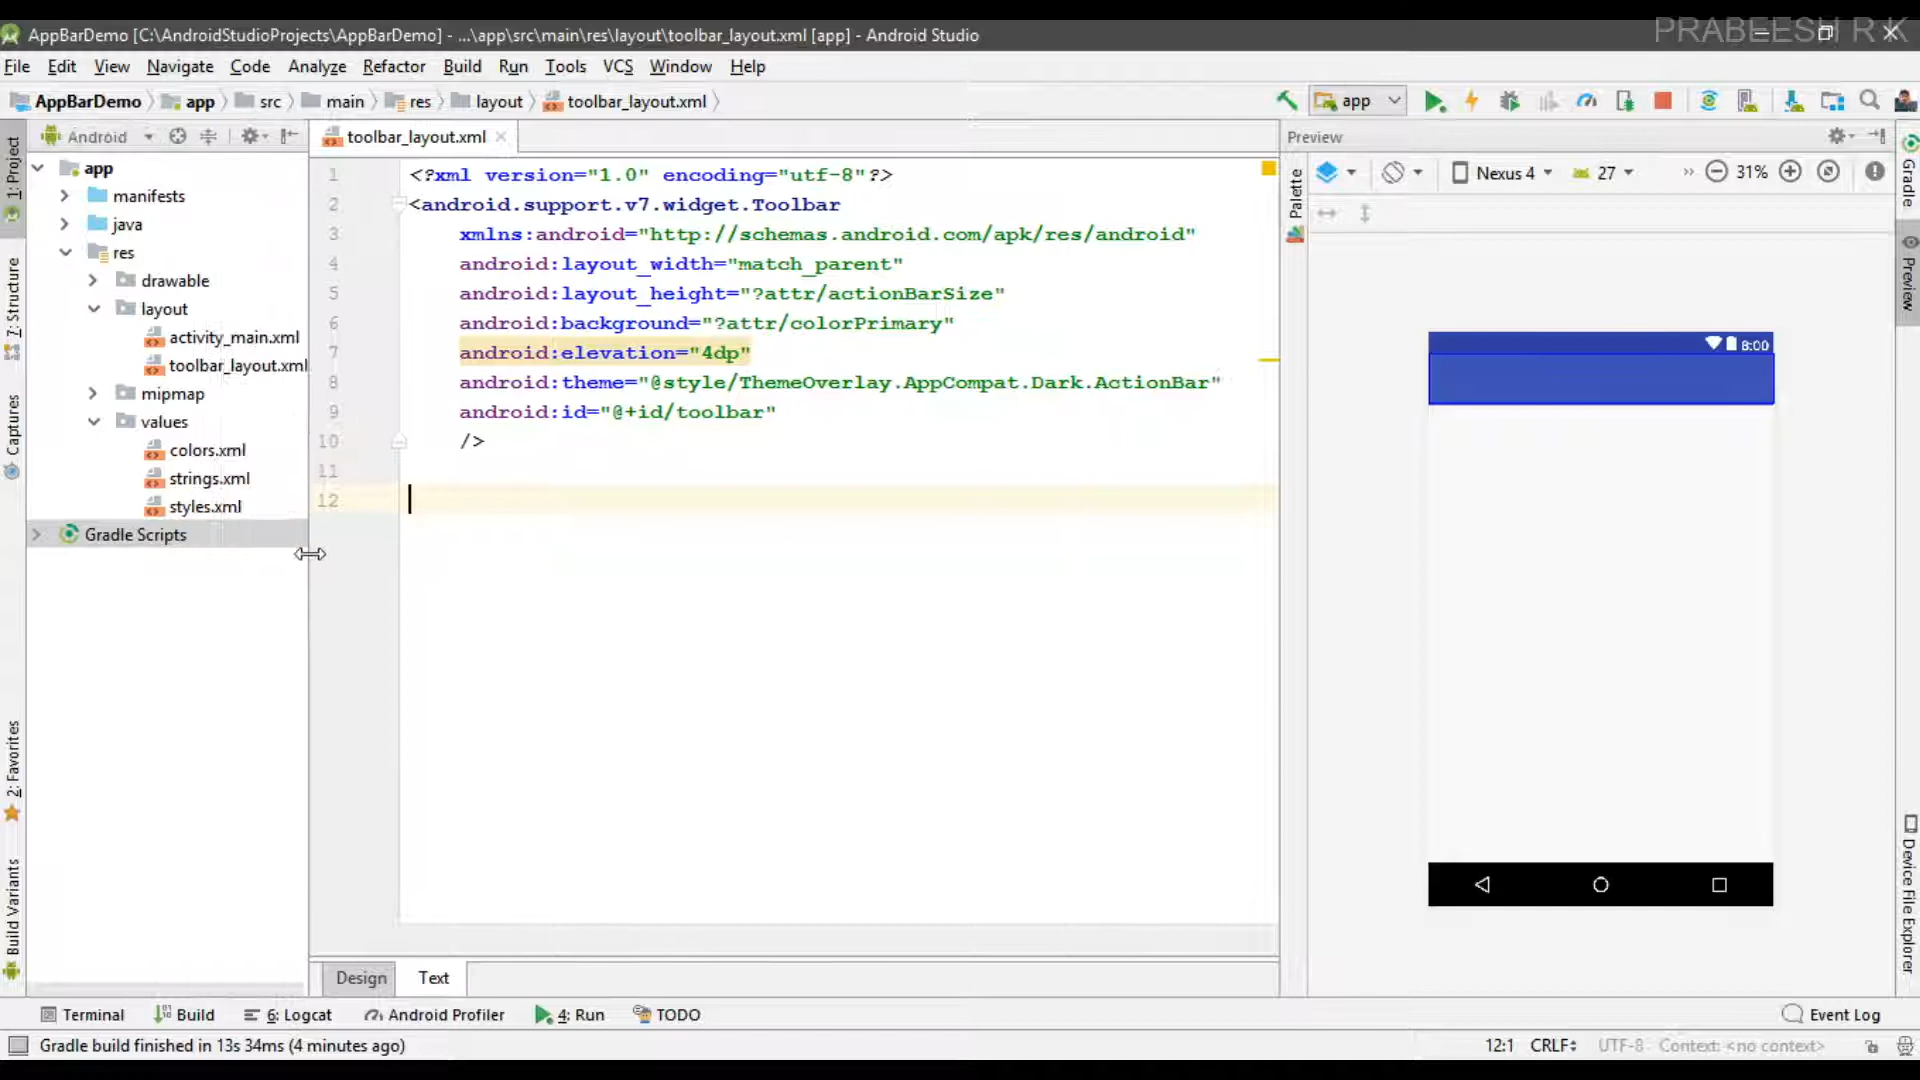 PRABEESH R K
AppBarDemo [C:\AndroidStudioProjects\AppBarDemo] - ...\app\src\main\res\layout\toolbar_layout.xml [app] - Android Studio
File Edit View Navigate Code Analyze Refactor Build Run Tools VCS Window Help
AppBarDemo app src main res layout toolbar_layout.xml app
1: Project
7: Structure
Captures
2: Favorites
Build Variants
Android
app
manifests
java
res
drawable
layout
activity_main.xml
toolbar_layout.xml
mipmap
values
colors.xml
strings.xml
styles.xml
Gradle Scripts
toolbar_layout.xml
1 <?xml version="1.0" encoding="utf-8"?>
2 <android.support.v7.widget.Toolbar
3 xmlns:android="http://schemas.android.com/apk/res/android"
4 android:layout_width="match_parent"
5 android:layout_height="?attr/actionBarSize"
6 android:background="?attr/colorPrimary"
7 android:elevation="4dp"
8 android:theme="@style/ThemeOverlay.AppCompat.Dark.ActionBar"
9 android:id="@+id/toolbar"
10 />
11
12
Design Text
Preview
Palette
Nexus 4 27 31%
8:00
Gradle
Preview
Device File Explorer
Terminal Build 6: Logcat Android Profiler 4: Run TODO Event Log
Gradle build finished in 13s 34ms (4 minutes ago) 12:1 CRLF UTF-8 Context: <no context>